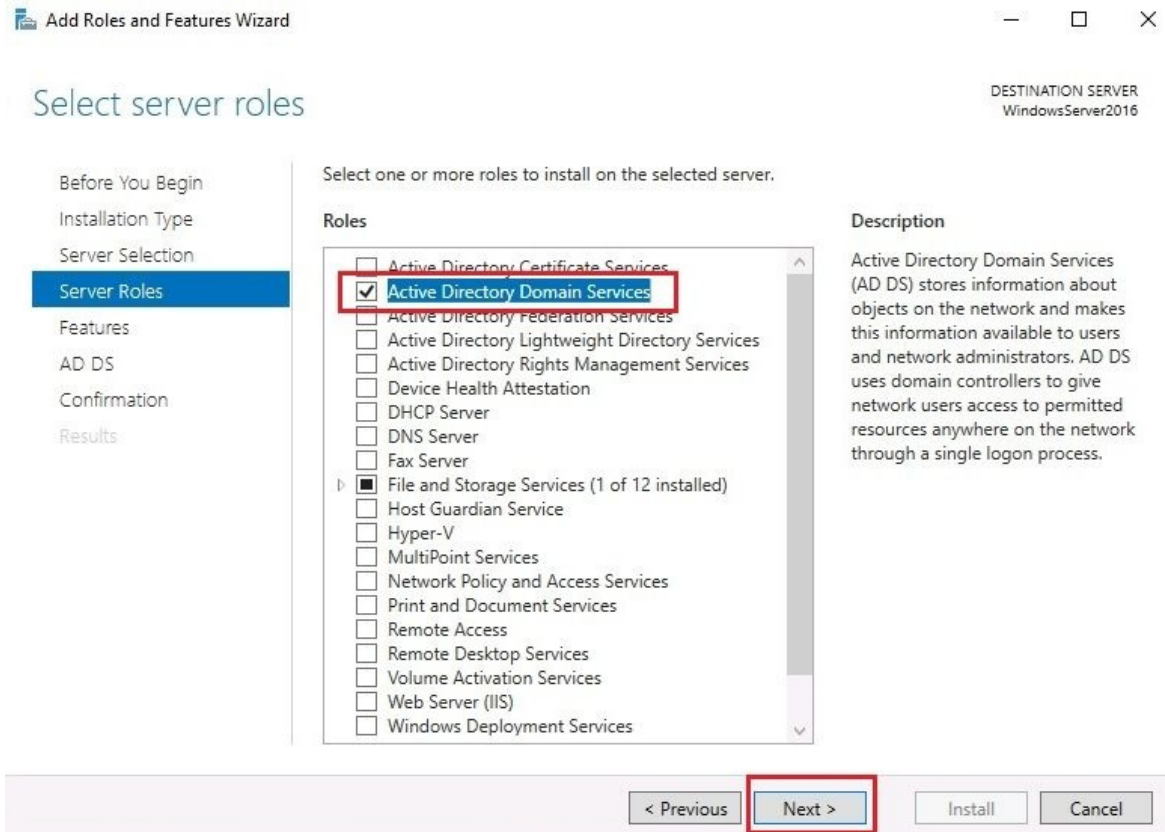 Add Roles and Features Wizard
Select server roles
DESTINATION SERVER
WindowsServer2016
Before You Begin
Installation Type
Server Selection
Server Roles
Features
AD DS
Confirmation
Results
Select one or more roles to install on the selected server.
Roles
Active Directory Certificate Services
Active Directory Domain Services
Active Directory Federation Services
Active Directory Lightweight Directory Services
Active Directory Rights Management Services
Device Health Attestation
DHCP Server
DNS Server
Fax Server
File and Storage Services (1 of 12 installed)
Host Guardian Service
Hyper-V
MultiPoint Services
Network Policy and Access Services
Print and Document Services
Remote Access
Remote Desktop Services
Volume Activation Services
Web Server (IIS)
Windows Deployment Services
Description
Active Directory Domain Services
(AD DS) stores information about
objects on the network and makes
this information available to users
and network administrators. AD DS
uses domain controllers to give
network users access to permitted
resources anywhere on the network
through a single logon process.
< Previous
Next >
Install
Cancel